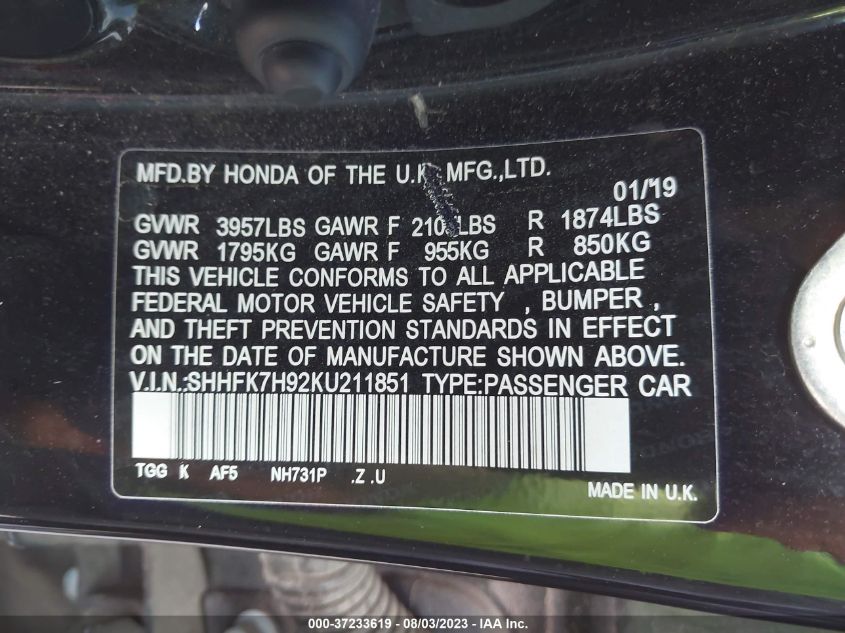 MFD.BY HONDA OF THE U.K. MFG.,LTD.
01/'19
GVWR 3957LBS GAWR F LBS R 1874LBS
GVWR 1795KG GAWR F 955KG R 850KG
THIS VEHICLE CONFORMS TO ALL APPLICABLE
FEDERAL MOTOR VEHICLE SAFETY , BUMPER ,
AND THEFT PREVENTION STANDARDS IN EFFECT
ON THE DATE OF MANUFACTURE SHOWN ABOVE.
V.I.N.:SHHFK7H92KU211851 TYPE:PASSENGER CAR
TGG K AF5 NH731P .Z .U
MADE IN U.K.
000-37233619 — 08/03/2023 — IAA Inc.